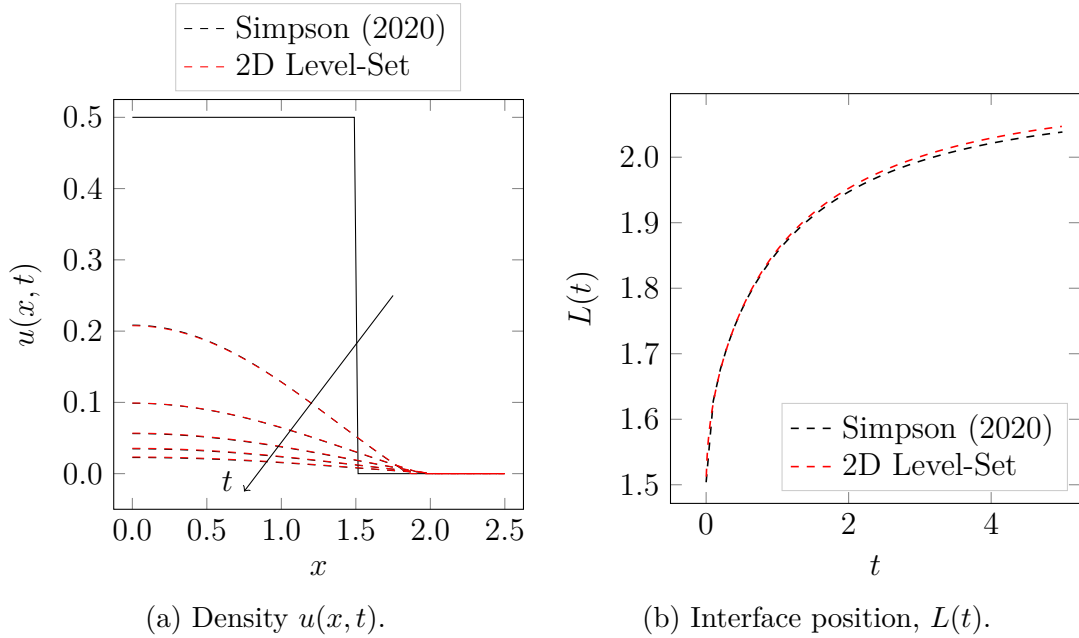 Simpson (2020)
2D Level-Set
0.5
0.4
0.3
0.2
0.1
0.0
u(x, t)
t
0.0 0.5 1.0 1.5 2.0 2.5
x
(a) Density u(x, t).
2.0
1.9
1.8
1.7
1.6
1.5
L(t)
Simpson (2020)
2D Level-Set
0 2 4
t
(b) Interface position, L(t).